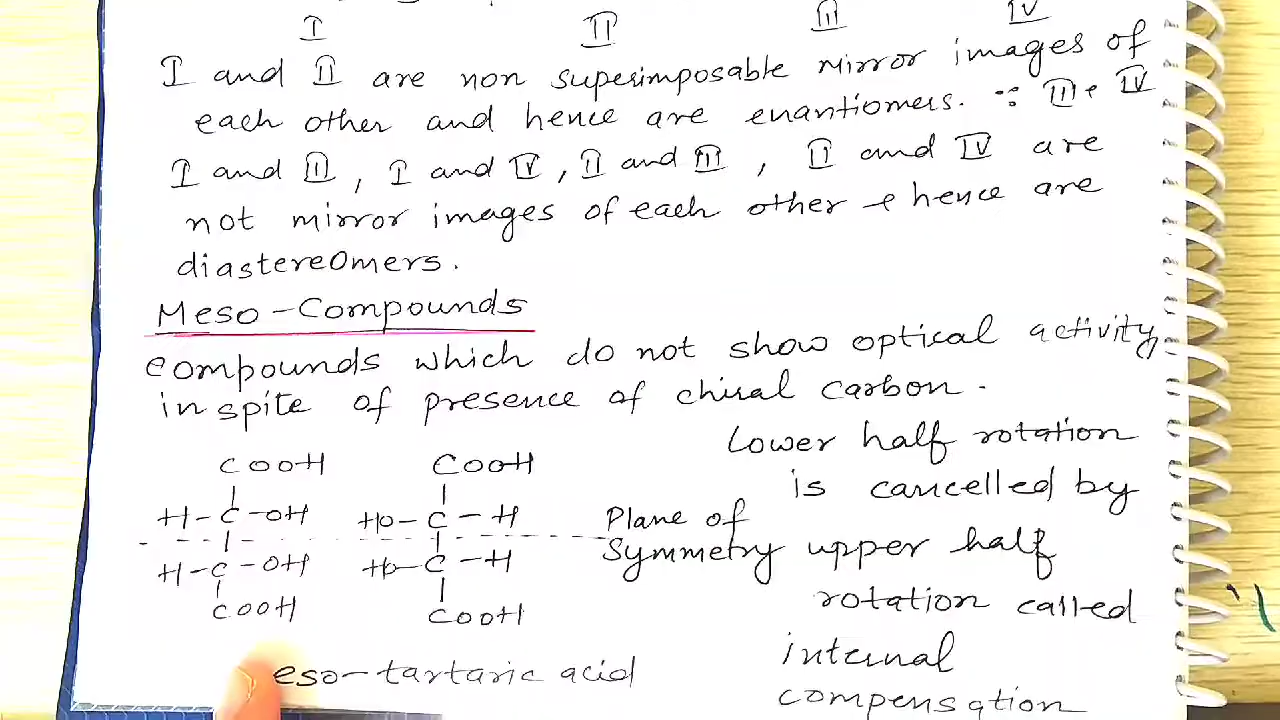 I II III IV
I and II are non superimposable mirror images of
each other and hence are enantiomers. ∵ III & IV
I and III, I and IV, II and III, II and IV are
not mirror images of each other & hence are
diastereomers.
Meso-Compounds
compounds which do not show optical activity,
inspite of presence of chiral carbon.
Lower half rotation
is cancelled by
upper half
rotation called
internal
compensation
COOH COOH
H-C-OH HO-C-H
Plane of
Symmetry
H-C-OH HO-C-H
COOH COOH
eso-tartaric acid